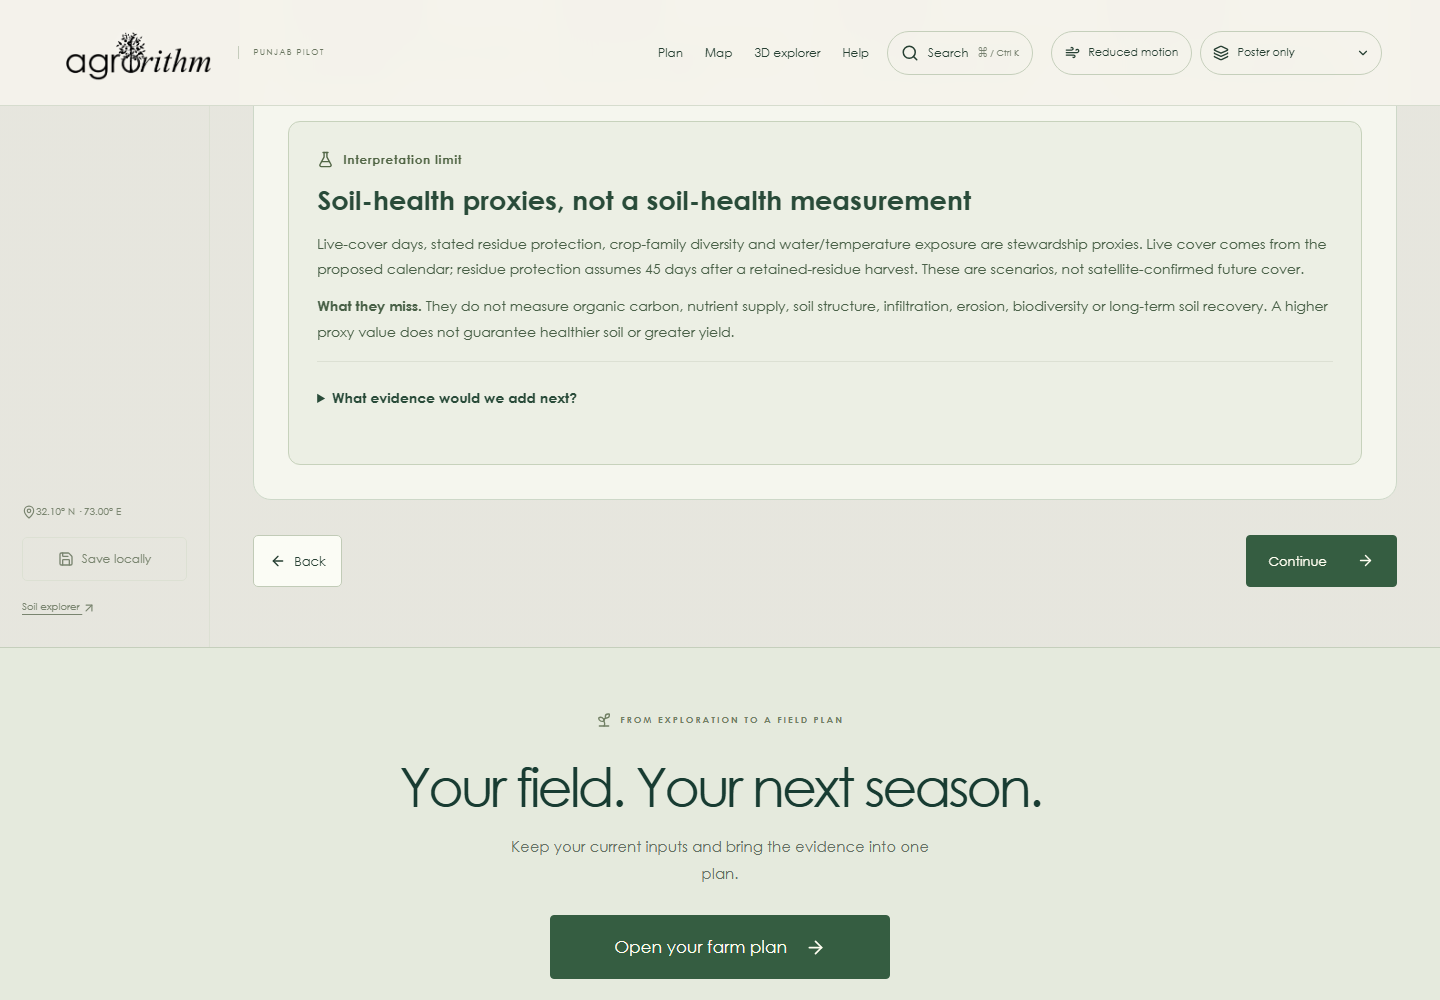 agrorithm
PUNJAB PILOT
Plan
Map
3D explorer
Help
Search ⌘ / Ctrl K
Reduced motion
Poster only
Interpretation limit
Soil-health proxies, not a soil-health measurement
Live-cover days, stated residue protection, crop-family diversity and water/temperature exposure are stewardship proxies. Live cover comes from the
proposed calendar; residue protection assumes 45 days after a retained-residue harvest. These are scenarios, not satellite-confirmed future cover.
What they miss. They do not measure organic carbon, nutrient supply, soil structure, infiltration, erosion, biodiversity or long-term soil recovery. A higher
proxy value does not guarantee healthier soil or greater yield.
What evidence would we add next?
32.10° N · 73.00° E
Save locally
Soil explorer
Back
Continue
FROM EXPLORATION TO A FIELD PLAN
Your field. Your next season.
Keep your current inputs and bring the evidence into one
plan.
Open your farm plan